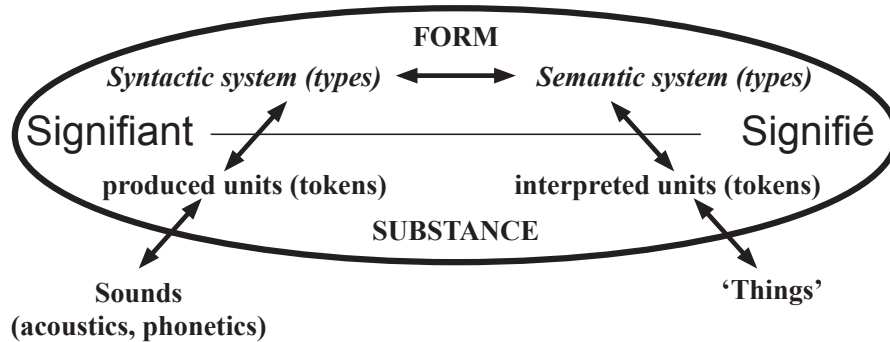 FORM
Syntactic system (types) Semantic system (types)
Signifiant Signifié
produced units (tokens) interpreted units (tokens)
SUBSTANCE
Sounds ‘Things’
(acoustics, phonetics)